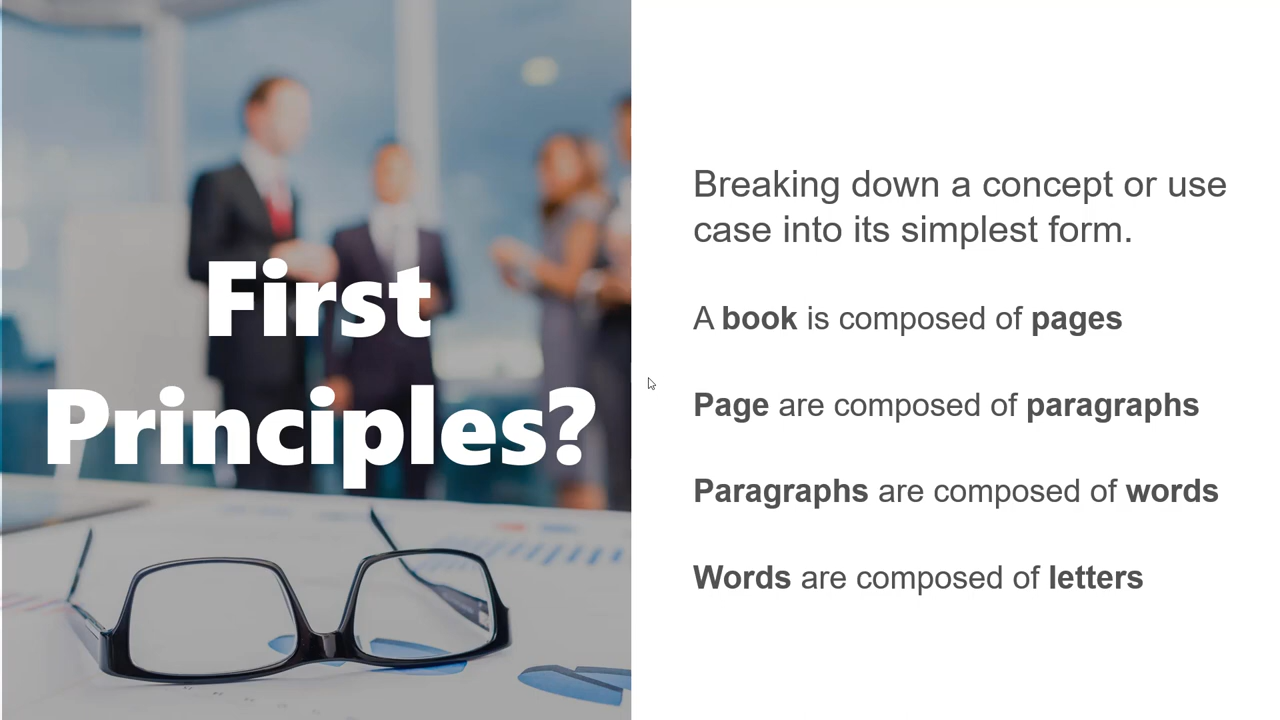 First
Principles?
Breaking down a concept or use
case into its simplest form.
A book is composed of pages
Page are composed of paragraphs
Paragraphs are composed of words
Words are composed of letters